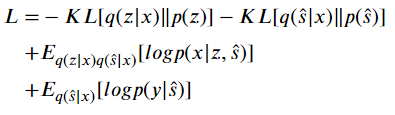 L = − KL[q(z|x)‖p(z)] − KL[q(ŝ|x)‖p(ŝ)]
+E_{q(z|x)q(ŝ|x)}[logp(x|z, ŝ)]
+E_{q(ŝ|x)}[logp(y|ŝ)]